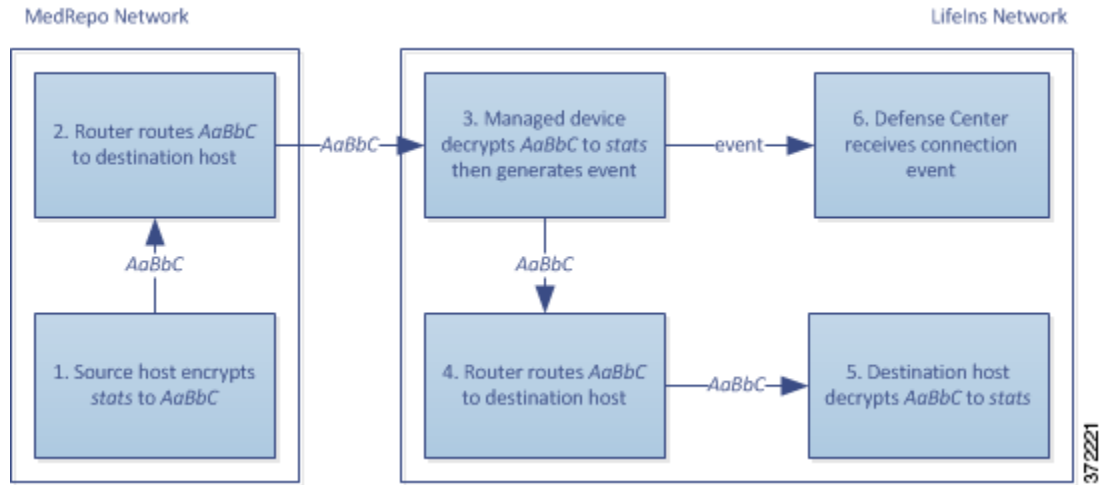 MedRepo Network
LifeIns Network
2. Router routes AaBbC
to destination host
AaBbC
3. Managed device
decrypts AaBbC to stats
then generates event
event
6. Defense Center
receives connection
event
AaBbC
AaBbC
1. Source host encrypts
stats to AaBbC
4. Router routes AaBbC
to destination host
AaBbC
5. Destination host
decrypts AaBbC to stats
372221